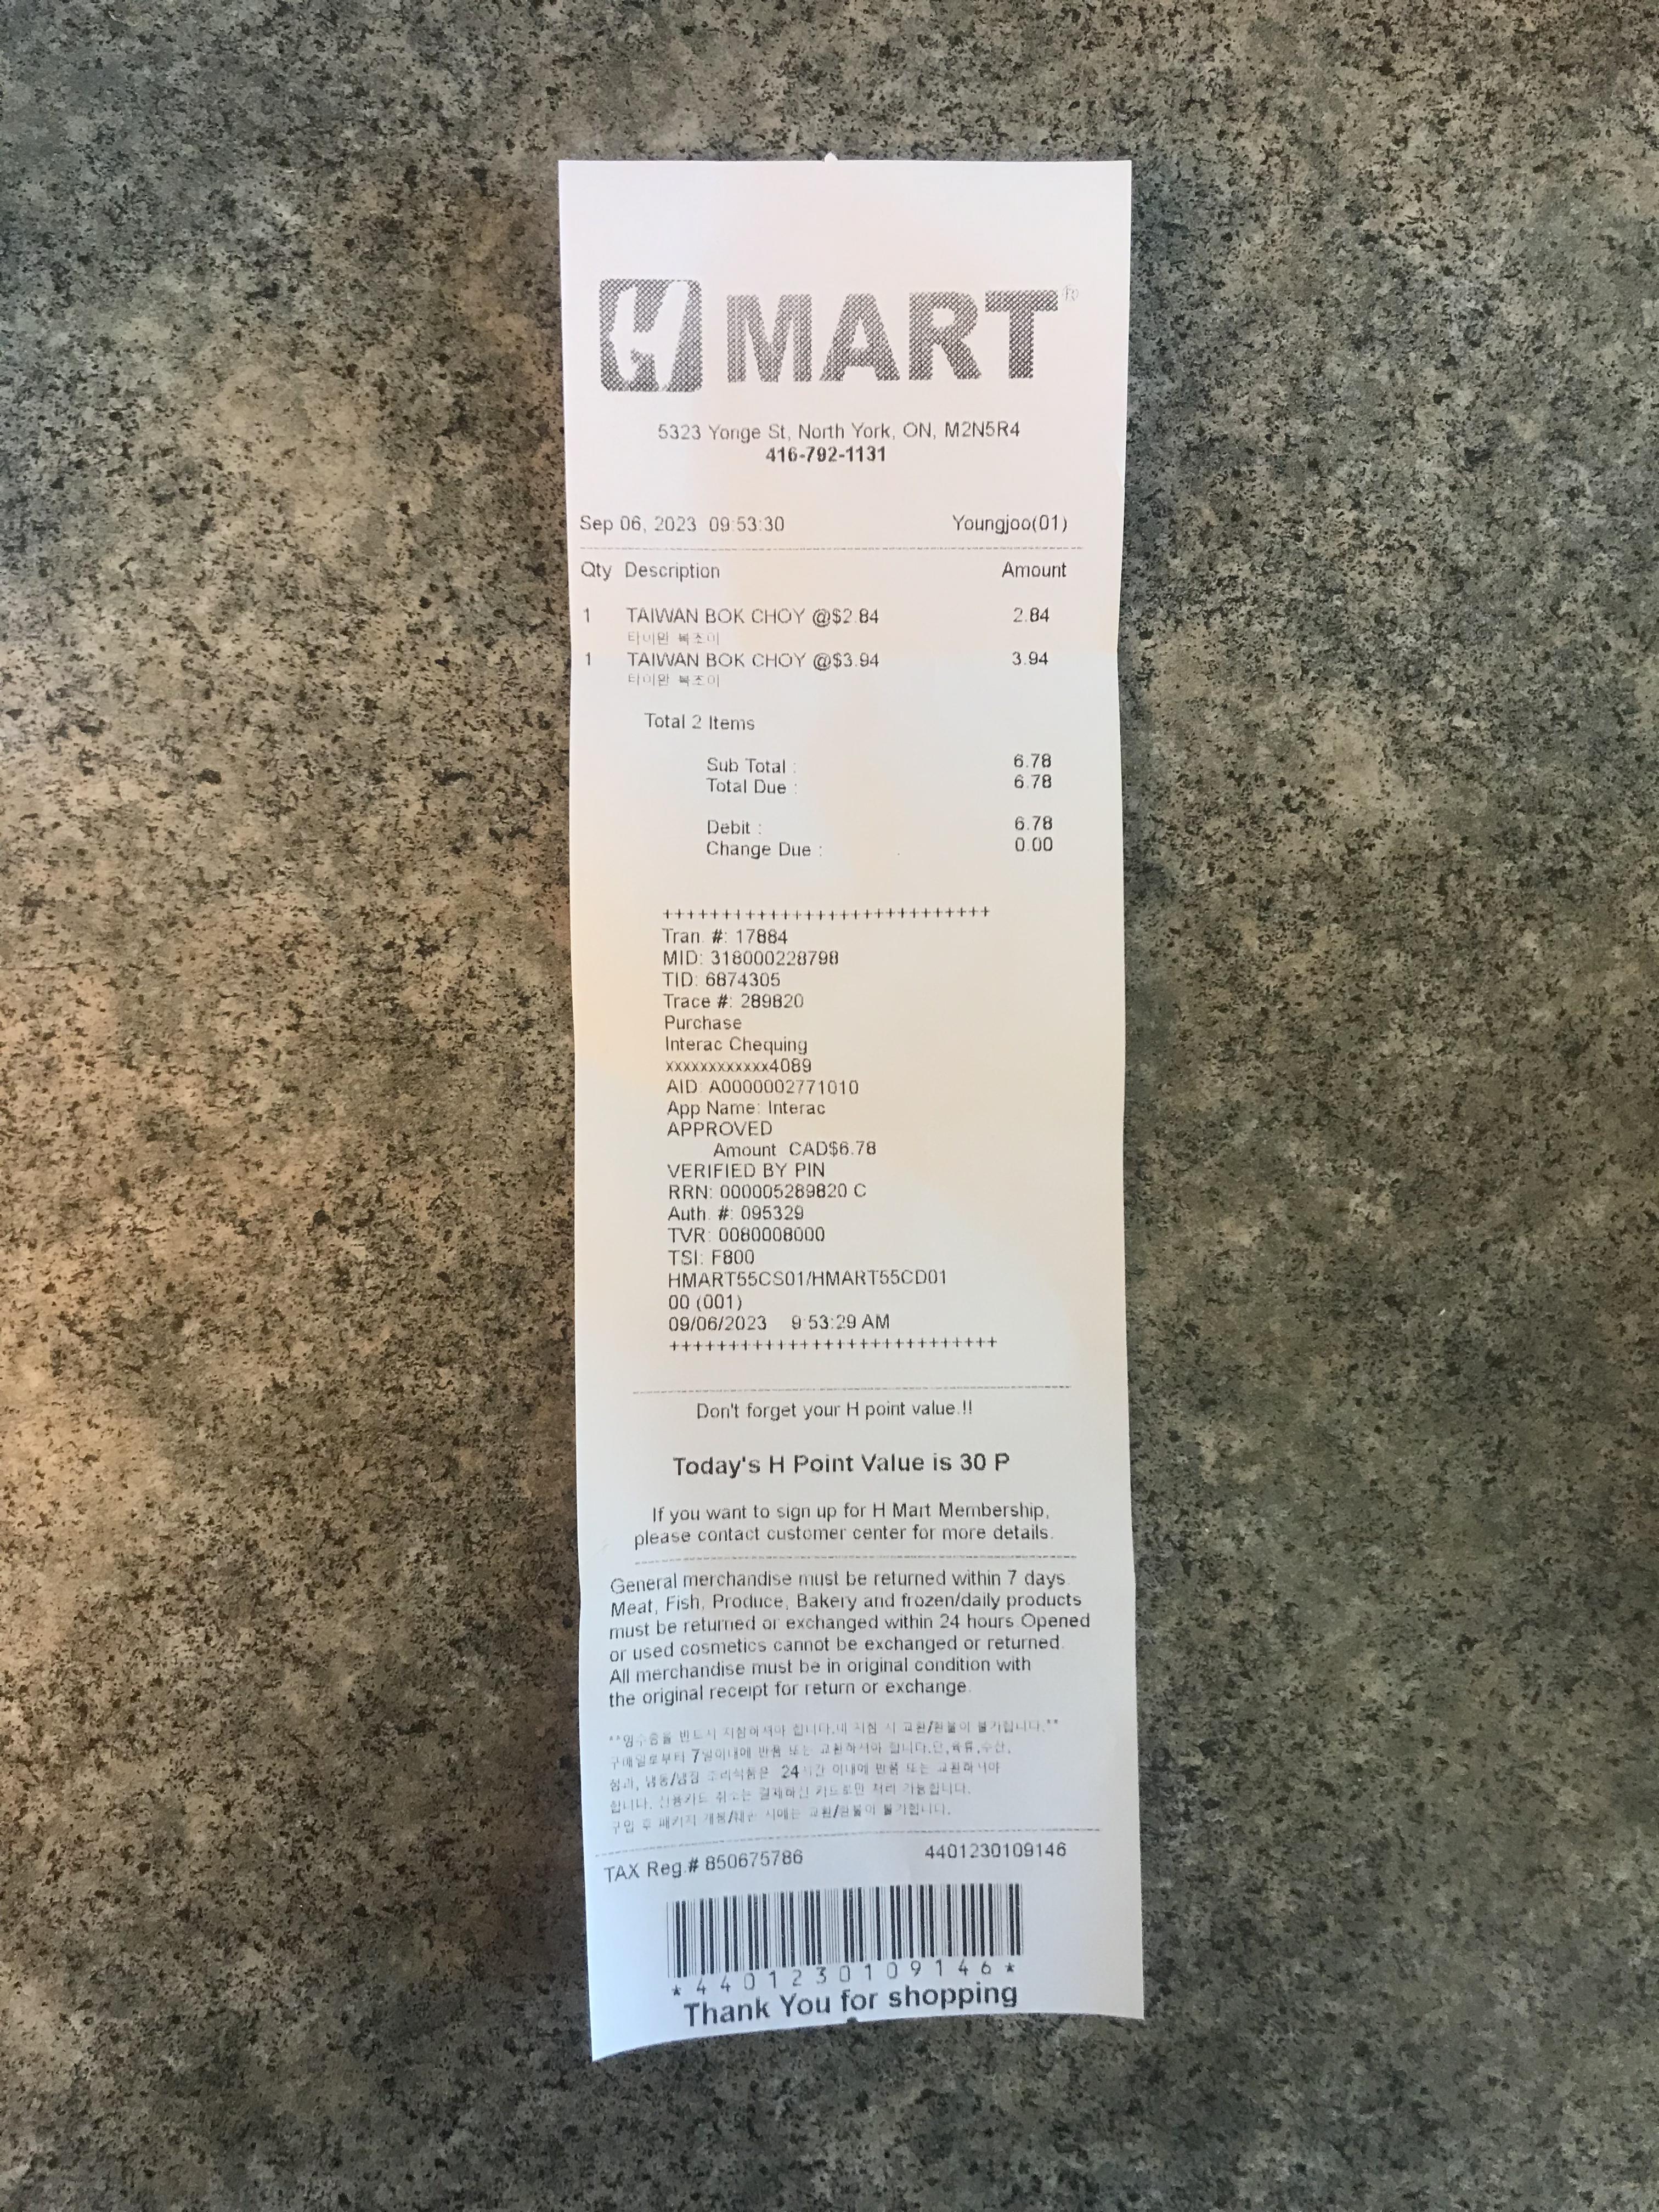 H MART®
5323 Yonge St, North York, ON, M2N5R4
416-792-1131
Sep 06, 2023 09:53:30 Youngjoo(01)
Qty Description Amount
1 TAIWAN BOK CHOY @$2.84 2.84
타이완 복초이
1 TAIWAN BOK CHOY @$3.94 3.94
타이완 복초이
Total 2 Items
Sub Total : 6.78
Total Due : 6.78
Debit : 6.78
Change Due : 0.00
++++++++++++++++++++++++++++
Tran. #: 17884
MID: 318000228798
TID: 6874305
Trace #: 289820
Purchase
Interac Chequing
xxxxxxxxxxxx4089
AID: A0000002771010
App Name: Interac
APPROVED
Amount CAD$6.78
VERIFIED BY PIN
RRN: 000005289820 C
Auth. #: 095329
TVR: 0080008000
TSI: F800
HMART55CS01/HMART55CD01
00 (001)
09/06/2023 9:53:29 AM
++++++++++++++++++++++++++++
Don't forget your H point value.!!
Today's H Point Value is 30 P
If you want to sign up for H Mart Membership,
please contact customer center for more details.
General merchandise must be returned within 7 days.
Meat, Fish, Produce, Bakery and frozen/daily products
must be returned or exchanged within 24 hours.Opened
or used cosmetics cannot be exchanged or returned.
All merchandise must be in original condition with
the original receipt for return or exchange.
**영수증을 반드시 지참하셔야 합니다. 지참 시 교환/환불이 불가합니다.**
구매일로부터 7일이내에 반품 또는 교환하셔야 합니다.단,육류,수산,
청과, 냉동/냉장 조리식품은 24시간 이내에 반품 또는 교환하셔야
합니다. 신용카드 취소는 결제하신 카드로만 처리 가능합니다.
구입 후 패키지 개봉/훼손 시에는 교환/환불이 불가합니다.
TAX Reg.# 850675786 4401230109146
*4401230109146*
Thank You for shopping